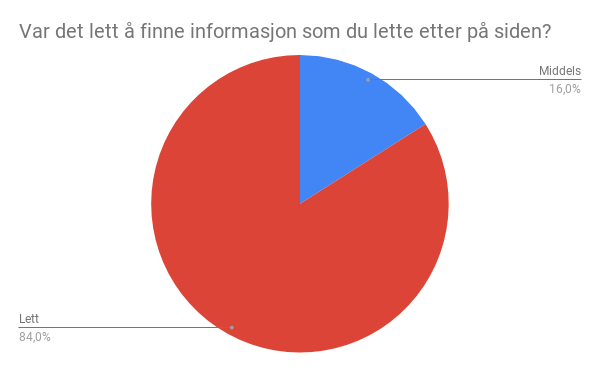 Var det lett å finne informasjon som du lette etter på siden?
Middels
16,0%
Lett
84,0%